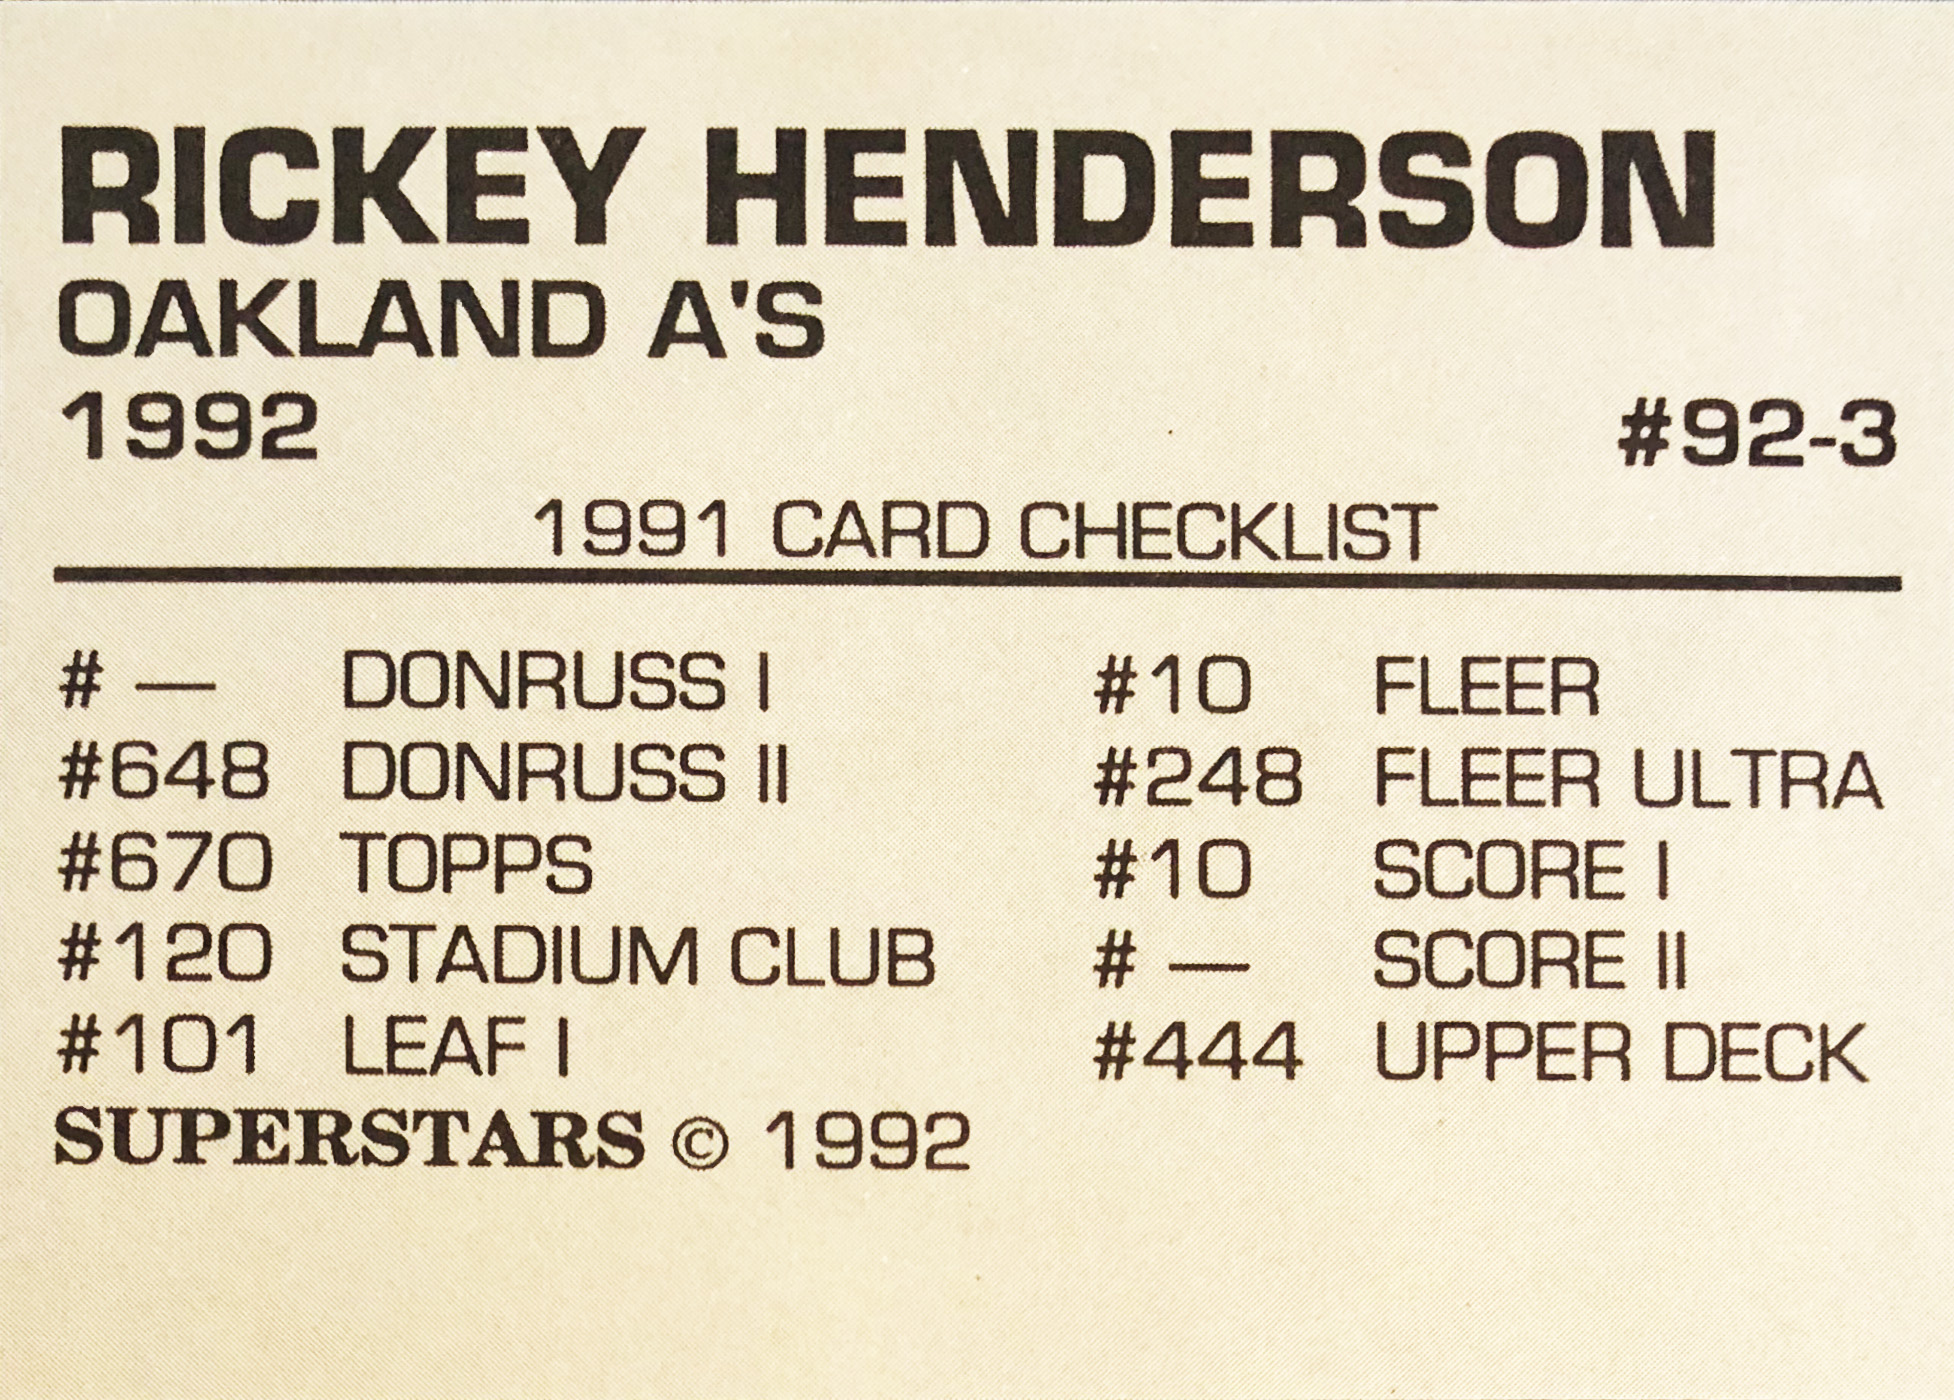 RICKEY HENDERSON
OAKLAND A'S
1992 #92-3
1991 CARD CHECKLIST
# — DONRUSS I #10 FLEER
#648 DONRUSS II #248 FLEER ULTRA
#670 TOPPS #10 SCORE I
#120 STADIUM CLUB # — SCORE II
#101 LEAF I #444 UPPER DECK
SUPERSTARS © 1992